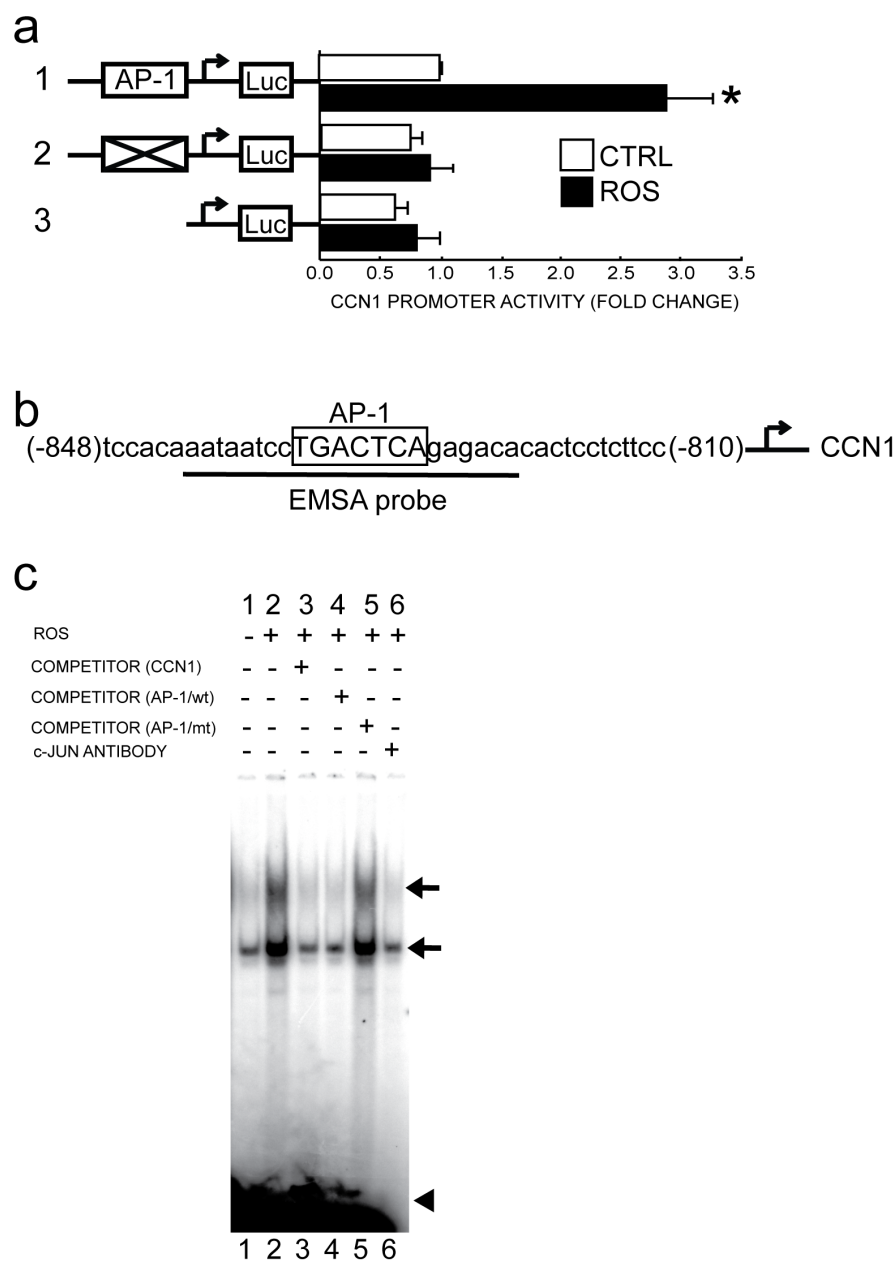 a
1 AP-1 Luc *
2 Luc
3 Luc
CTRL
ROS
0.0 0.5 1.0 1.5 2.0 2.5 3.0 3.5
CCN1 PROMOTER ACTIVITY (FOLD CHANGE)
b
AP-1
(-848)tccacaaataatccTGACTCAgagacacactcctcttcc(-810) CCN1
EMSA probe
c
1 2 3 4 5 6
ROS - + + + + +
COMPETITOR (CCN1) - - + - - -
COMPETITOR (AP-1/wt) - - - + - -
COMPETITOR (AP-1/mt) - - - - + -
c-JUN ANTIBODY - - - - - +
1 2 3 4 5 6